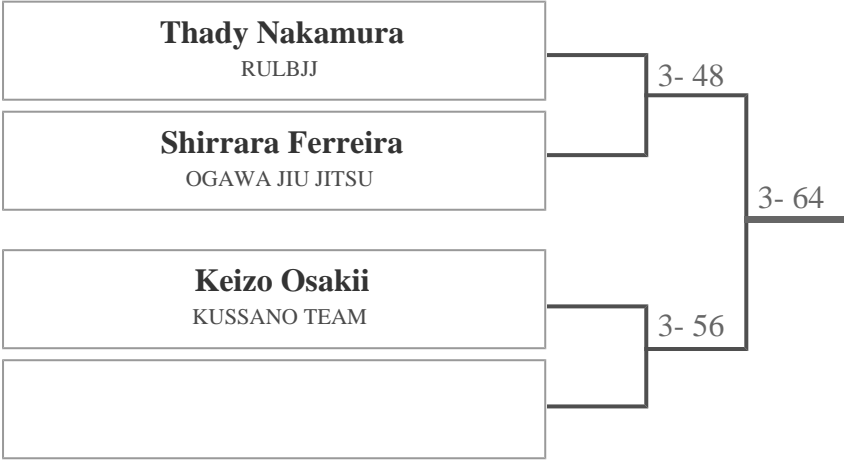 Thady Nakamura
RULBJJ
3- 48
Shirrara Ferreira
OGAWA JIU JITSU
3- 64
Keizo Osakii
KUSSANO TEAM
3- 56